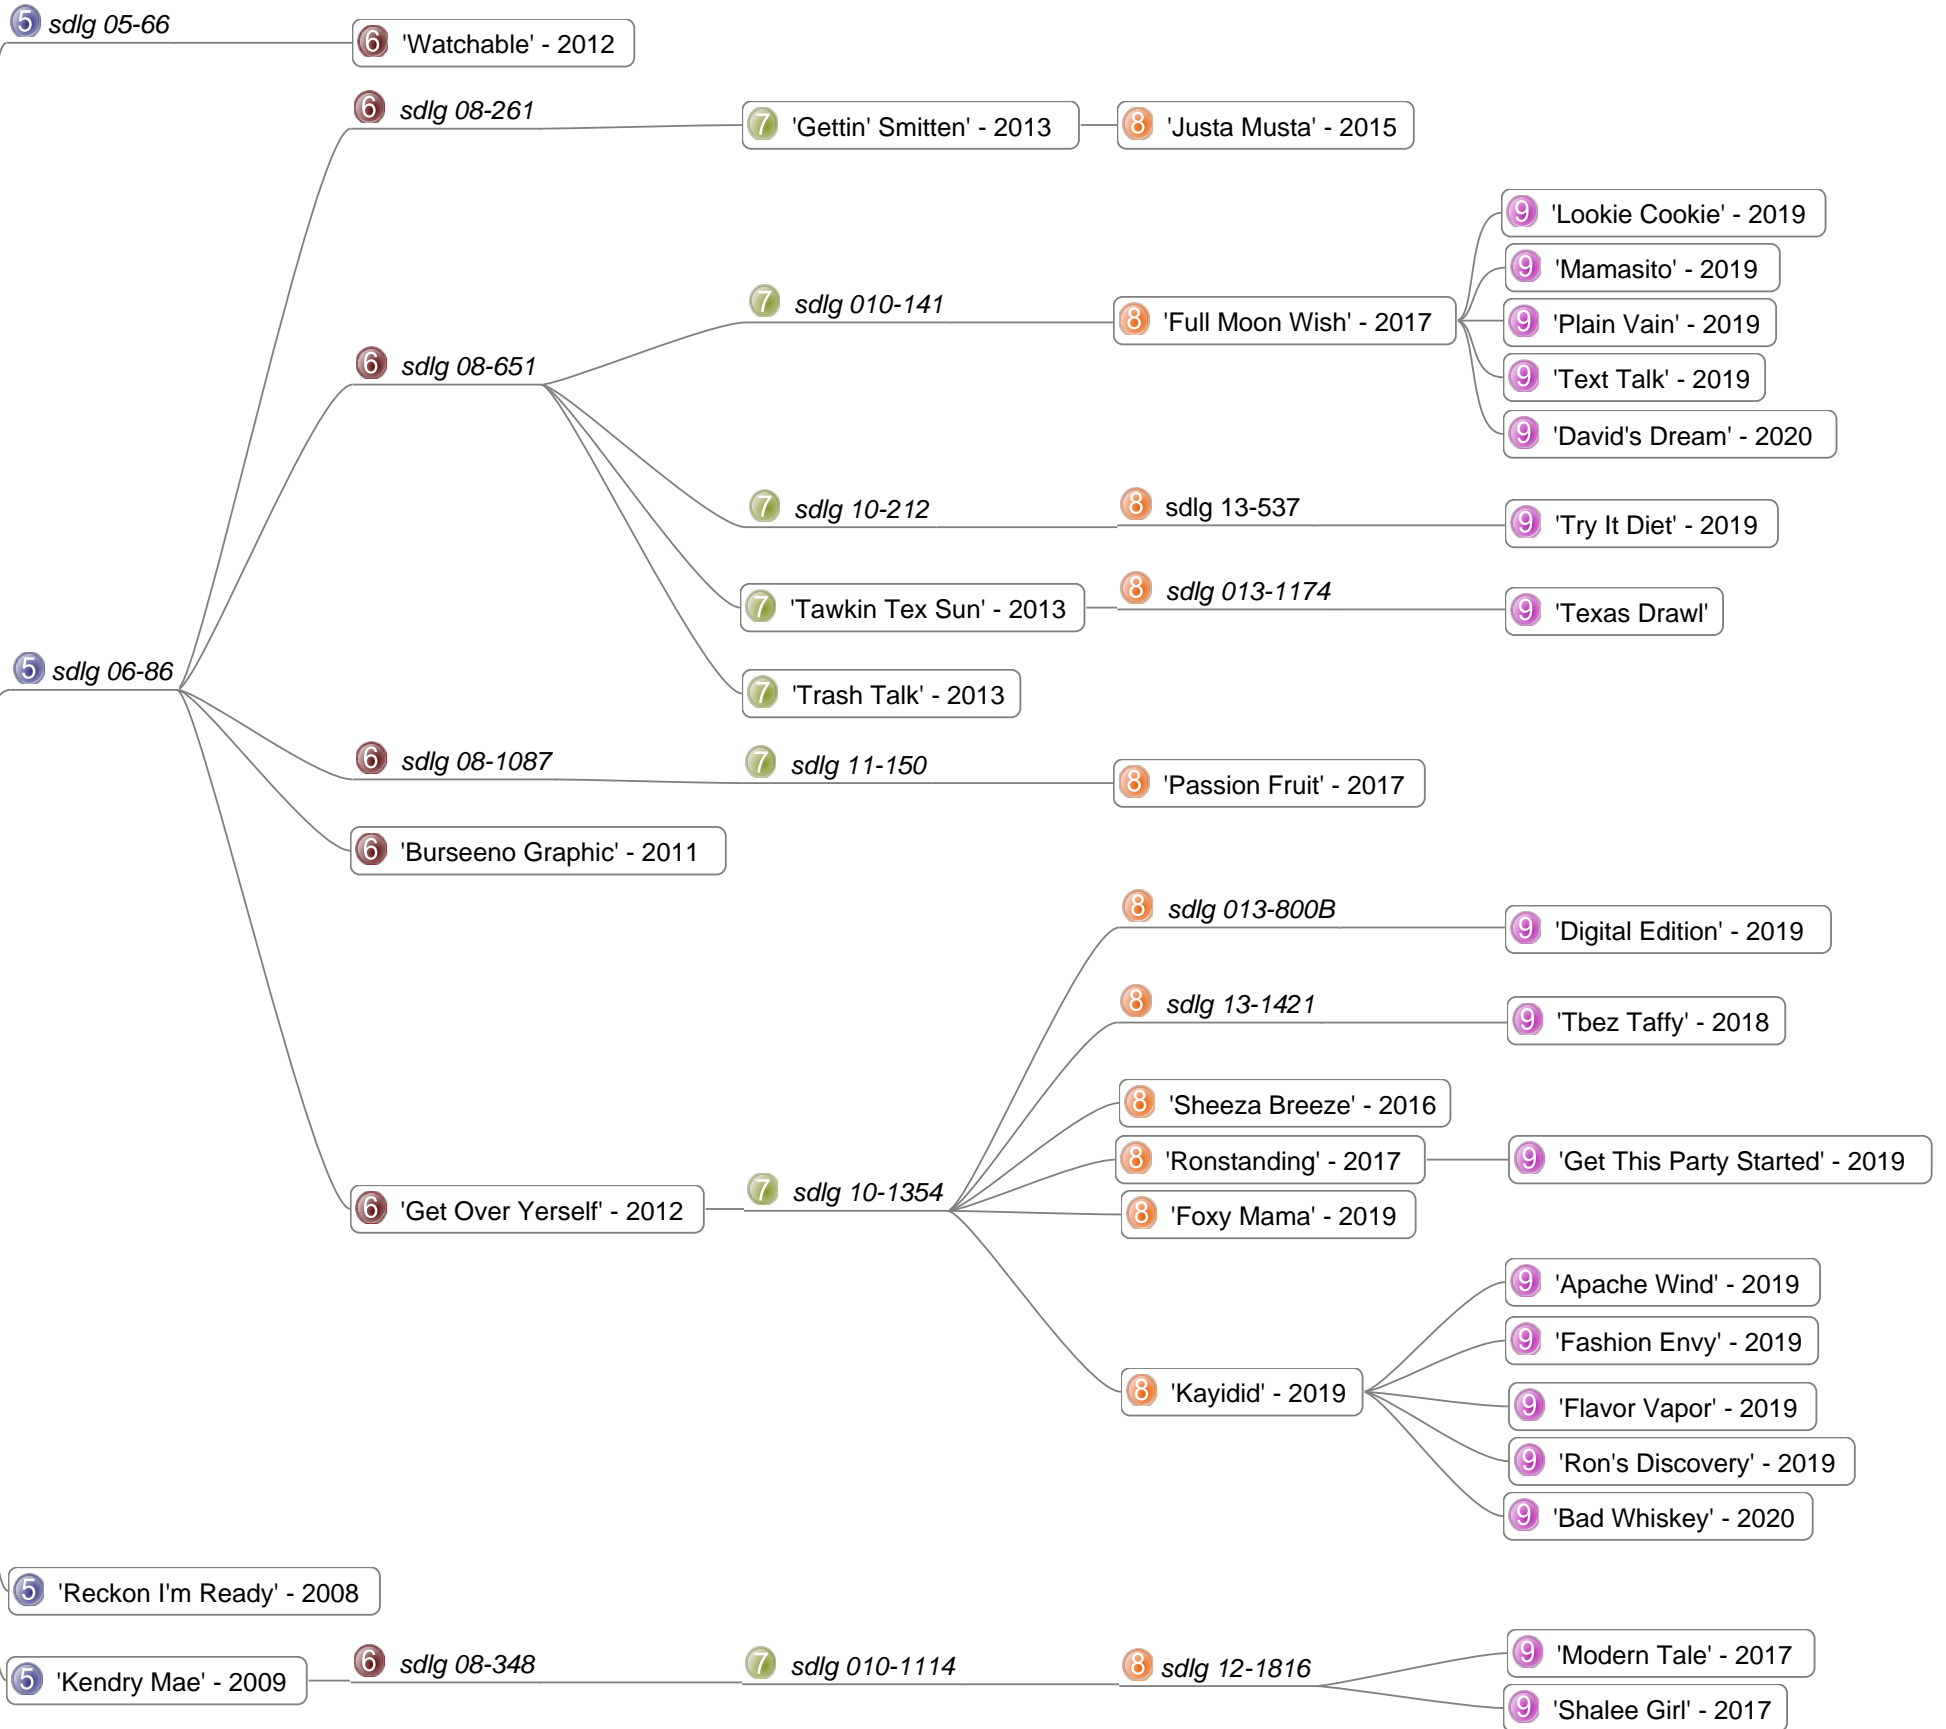 5 sdlg 05-66
6 'Watchable' - 2012
6 sdlg 08-261
7 'Gettin' Smitten' - 2013
8 'Justa Musta' - 2015
9 'Lookie Cookie' - 2019
9 'Mamasito' - 2019
7 sdlg 010-141
8 'Full Moon Wish' - 2017
9 'Plain Vain' - 2019
6 sdlg 08-651
9 'Text Talk' - 2019
9 'David's Dream' - 2020
7 sdlg 10-212
8 sdlg 13-537
9 'Try It Diet' - 2019
7 'Tawkin Tex Sun' - 2013
8 sdlg 013-1174
9 'Texas Drawl'
5 sdlg 06-86
7 'Trash Talk' - 2013
6 sdlg 08-1087
7 sdlg 11-150
8 'Passion Fruit' - 2017
6 'Burseeno Graphic' - 2011
8 sdlg 013-800B
9 'Digital Edition' - 2019
8 sdlg 13-1421
9 'Tbez Taffy' - 2018
8 'Sheeza Breeze' - 2016
8 'Ronstanding' - 2017
9 'Get This Party Started' - 2019
6 'Get Over Yerself' - 2012
7 sdlg 10-1354
8 'Foxy Mama' - 2019
9 'Apache Wind' - 2019
9 'Fashion Envy' - 2019
8 'Kayidid' - 2019
9 'Flavor Vapor' - 2019
9 'Ron's Discovery' - 2019
9 'Bad Whiskey' - 2020
5 'Reckon I'm Ready' - 2008
5 'Kendry Mae' - 2009
6 sdlg 08-348
7 sdlg 010-1114
8 sdlg 12-1816
9 'Modern Tale' - 2017
9 'Shalee Girl' - 2017